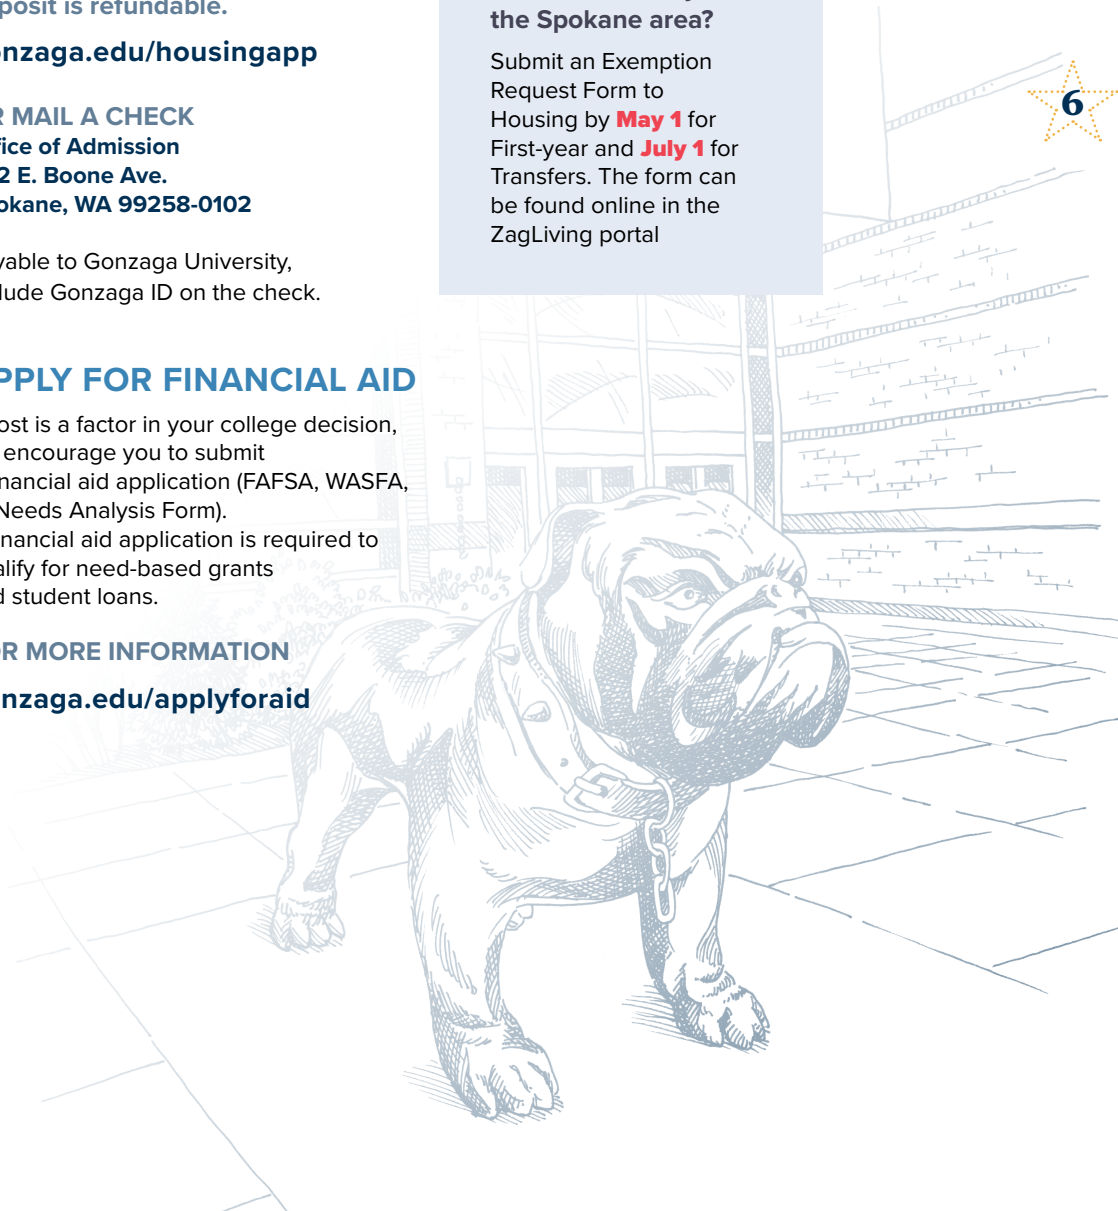 posit is refundable.
onzaga.edu/housingapp
R MAIL A CHECK
fice of Admission
2 E. Boone Ave.
okane, WA 99258-0102
yable to Gonzaga University,
lude Gonzaga ID on the check.
PPLY FOR FINANCIAL AID
ost is a factor in your college decision,
encourage you to submit
nancial aid application (FAFSA, WASFA,
Needs Analysis Form).
inancial aid application is required to
alify for need-based grants
d student loans.
OR MORE INFORMATION
nzaga.edu/applyforaid
the Spokane area?
Submit an Exemption
Request Form to
Housing by May 1 for
First-year and July 1 for
Transfers. The form can
be found online in the
ZagLiving portal
6